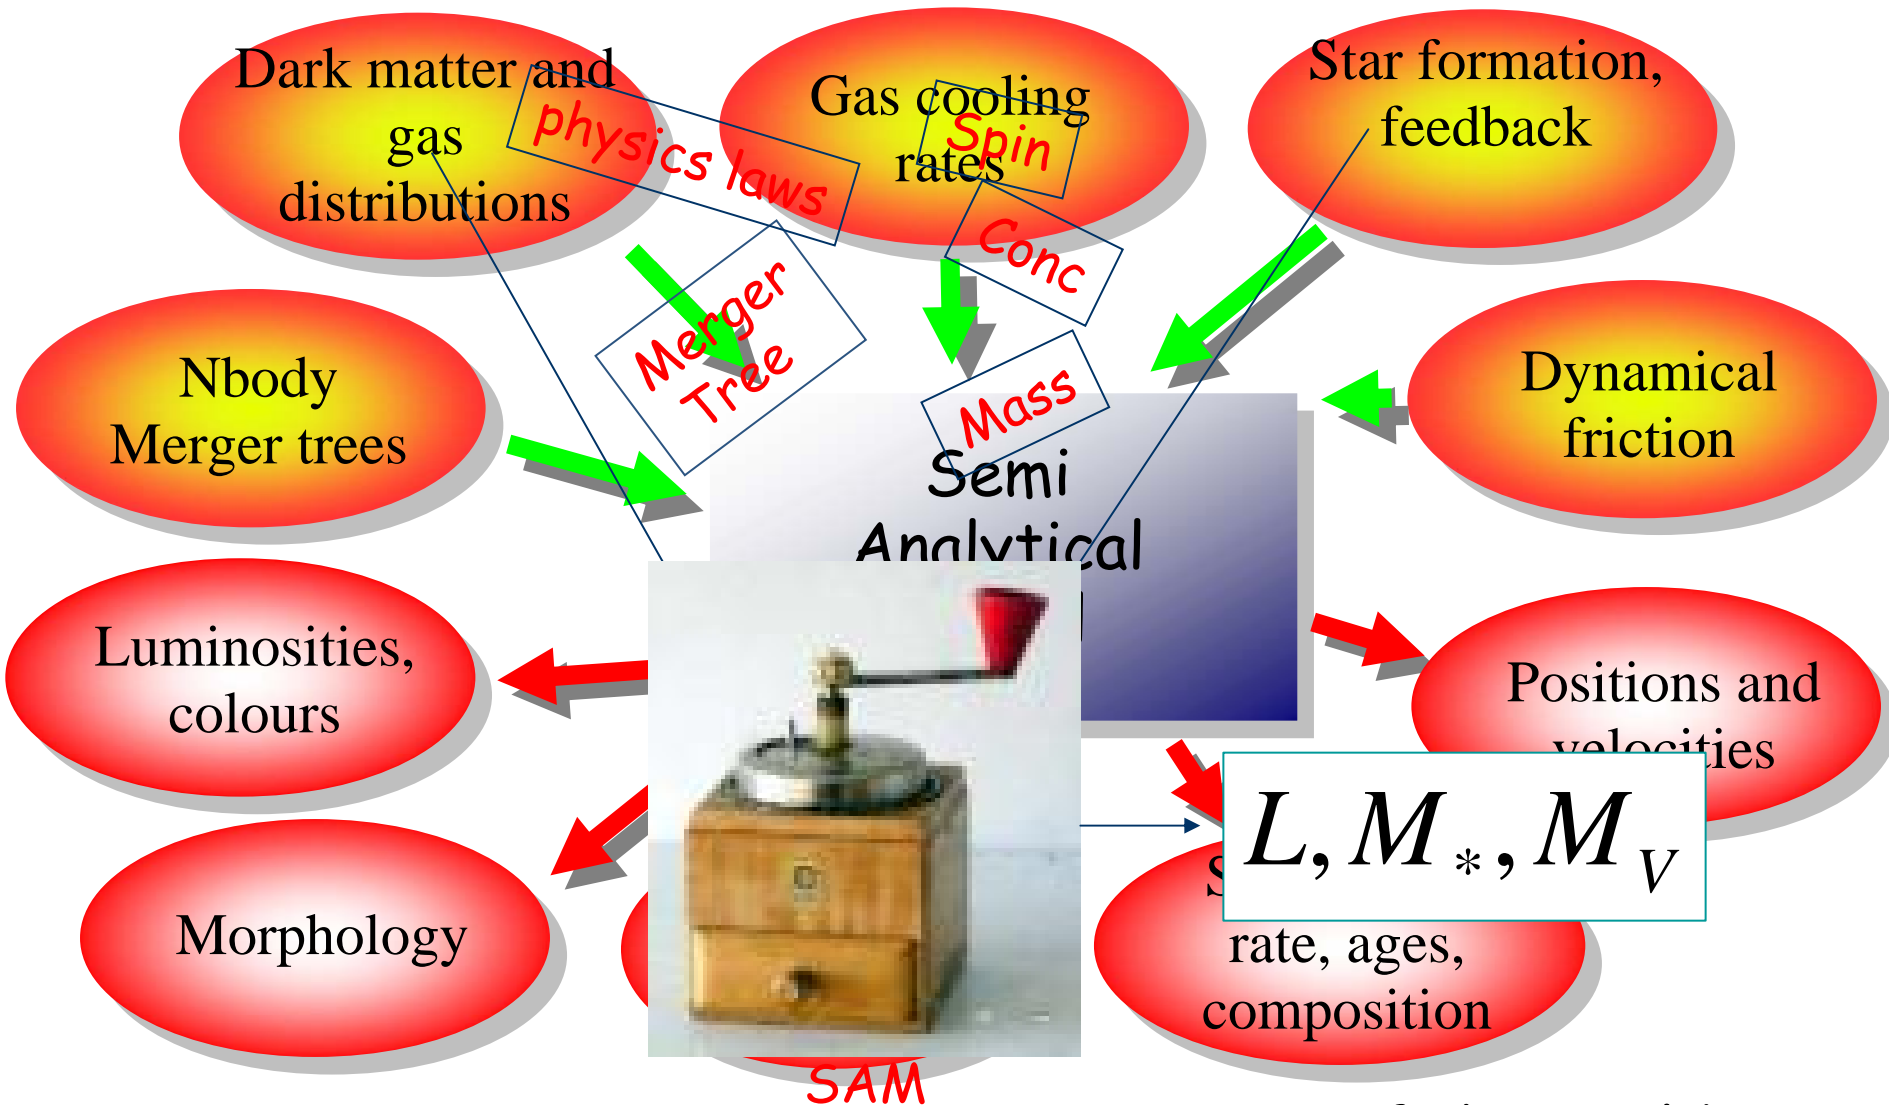 Dark matter and
gas
distributions
physics laws
Gas cooling
rates
Spin
Conc
Star formation,
feedback
Merger
Tree
Mass
Nbody
Merger trees
Dynamical
friction
Semi
Analytical
Luminosities,
colours
Positions and
velocities
L, M*, MV
Morphology
rate, ages,
composition
SAM